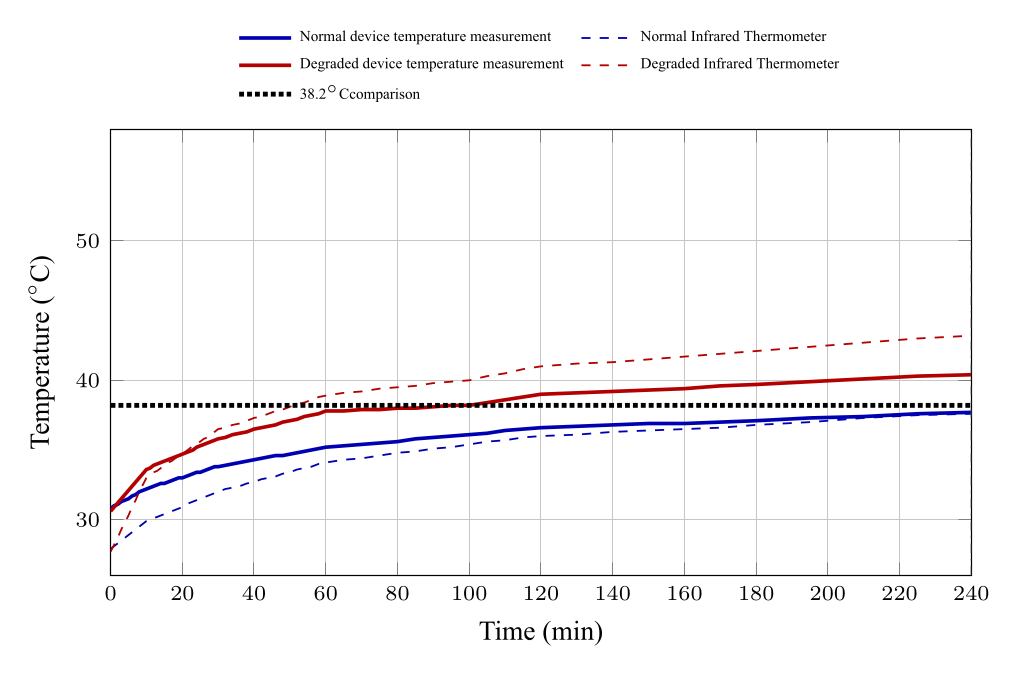 Normal device temperature measurement
Normal Infrared Thermometer
Degraded device temperature measurement
Degraded Infrared Thermometer
38.2° Ccomparison
50
40
30
Temperature (°C)
0 20 40 60 80 100 120 140 160 180 200 220 240
Time (min)